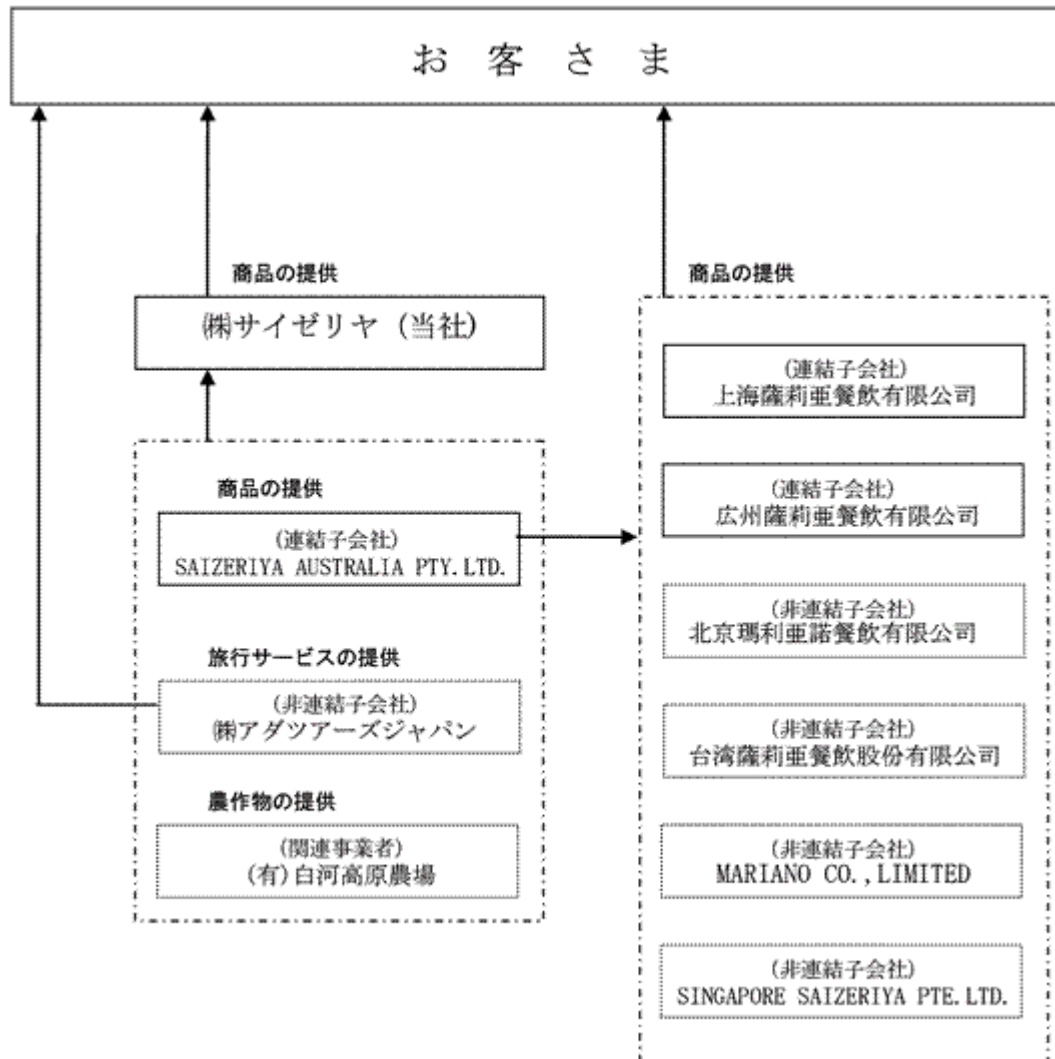 お 客 さ ま
商品の提供
㈱サイゼリヤ (当社)
商品の提供
(連結子会社)
SAIZERIYA AUSTRALIA PTY.LTD.
旅行サービスの提供
(非連結子会社)
㈱アダツアーズジャパン
農作物の提供
(関連事業者)
(有)白河高原農場
商品の提供
(連結子会社)
上海薩莉亜餐飲有限公司
(連結子会社)
広州薩莉亜餐飲有限公司
(非連結子会社)
北京瑪利亜諾餐飲有限公司
(非連結子会社)
台湾薩莉亜餐飲股份有限公司
(非連結子会社)
MARIANO CO.,LIMITED
(非連結子会社)
SINGAPORE SAIZERIYA PTE.LTD.